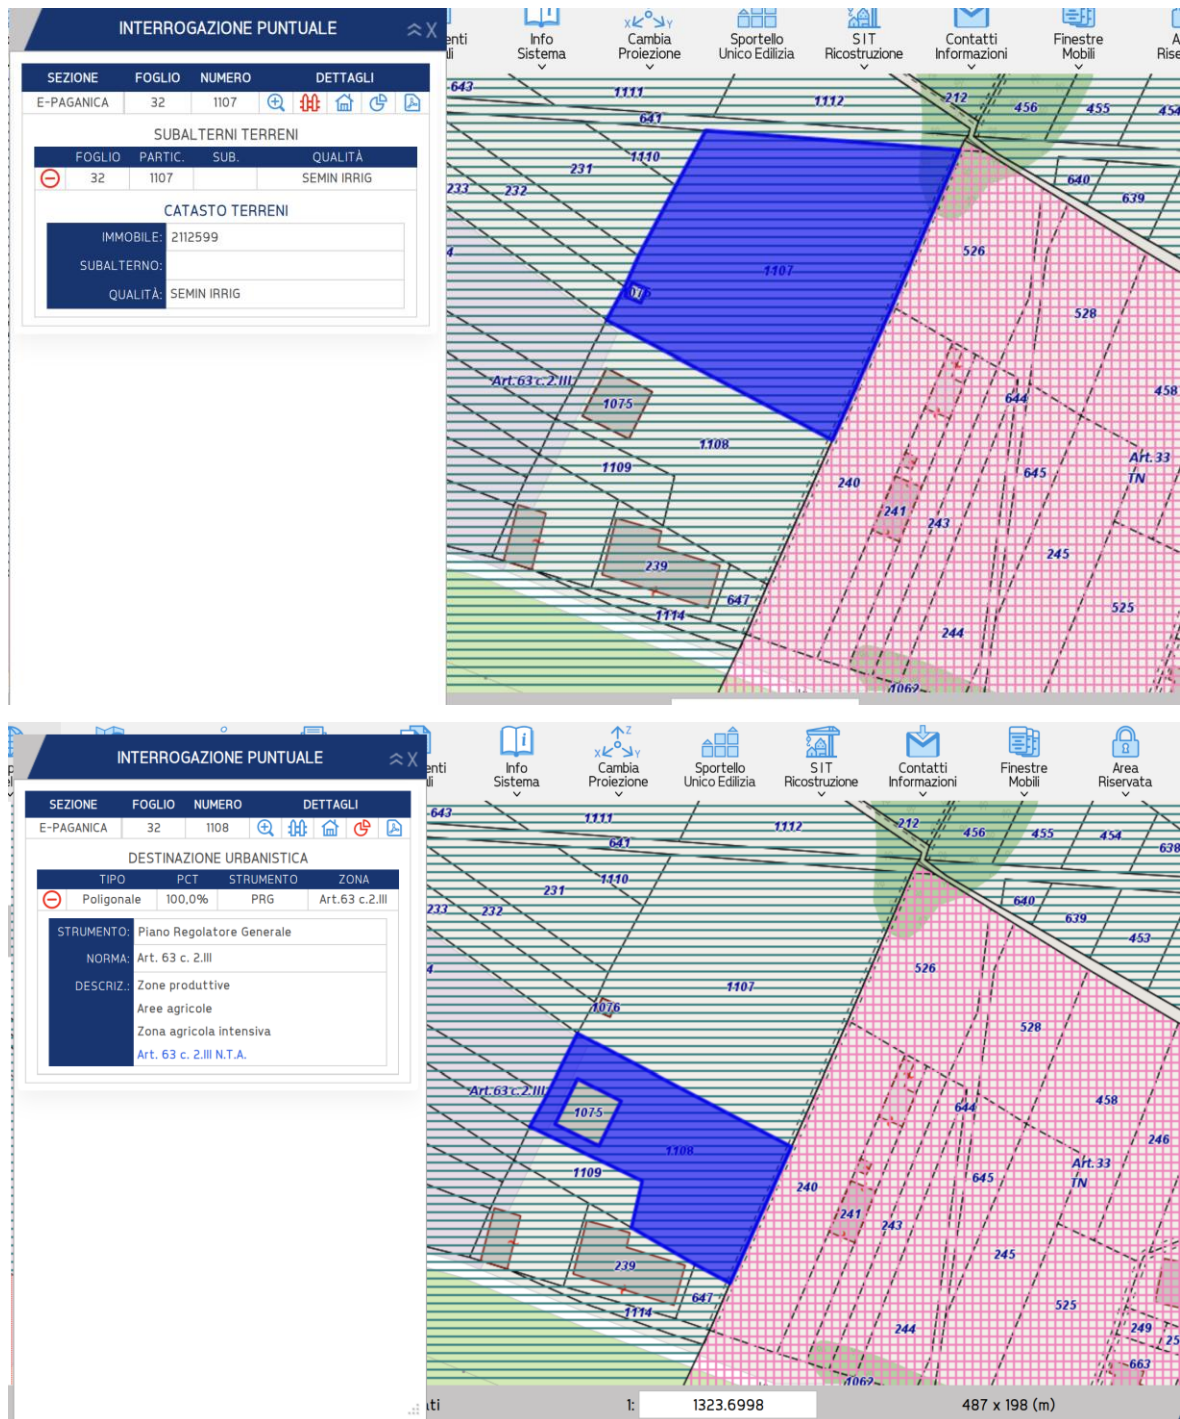 INTERROGAZIONE PUNTUALE
X
SEZIONE FOGLIO NUMERO DETTAGLI
E-PAGANICA 32 1107
SUBALTERNI TERRENI
FOGLIO PARTIC. SUB. QUALITÀ
32 1107 SEMIN IRRIG
CATASTO TERRENI
IMMOBILE: 2112599
SUBALTERNO:
QUALITÀ: SEMIN IRRIG
enti
Info Sistema
Cambia Proiezione
Sportello Unico Edilizia
SIT Ricostruzione
Contatti Informazioni
Finestre Mobili
643 1111 1112 212 456 455 454
641
1110
231
233 232
640
639
526
4
1107
528
Art.63 c.2.III
1075
644
458
1108
1109
645
Art.33
TN
240
241
243
239
245
647
525
1114
244
1062
INTERROGAZIONE PUNTUALE
X
SEZIONE FOGLIO NUMERO DETTAGLI
E-PAGANICA 32 1108
DESTINAZIONE URBANISTICA
TIPO PCT STRUMENTO ZONA
Poligonale 100,0% PRG Art.63 c.2.III
STRUMENTO: Piano Regolatore Generale
NORMA: Art. 63 c. 2.III
DESCRIZ.: Zone produttive
Aree agricole
Zona agricola intensiva
Art. 63 c. 2.III N.T.A.
enti
Info Sistema
Cambia Proiezione
Sportello Unico Edilizia
SIT Ricostruzione
Contatti Informazioni
Finestre Mobili
Area Riservata
643 1111 1112 212 456 455 454
641
638
1110
231
233 232
640
639
453
4
526
1107
1076
528
Art.63 c.2.III
1075
644
458
1108
246
1109
Art.33
TN
645
240
241
243
239
245
647
525
1114
244
249
663
1062
ati 1: 1323.6998 487 x 198 (m)